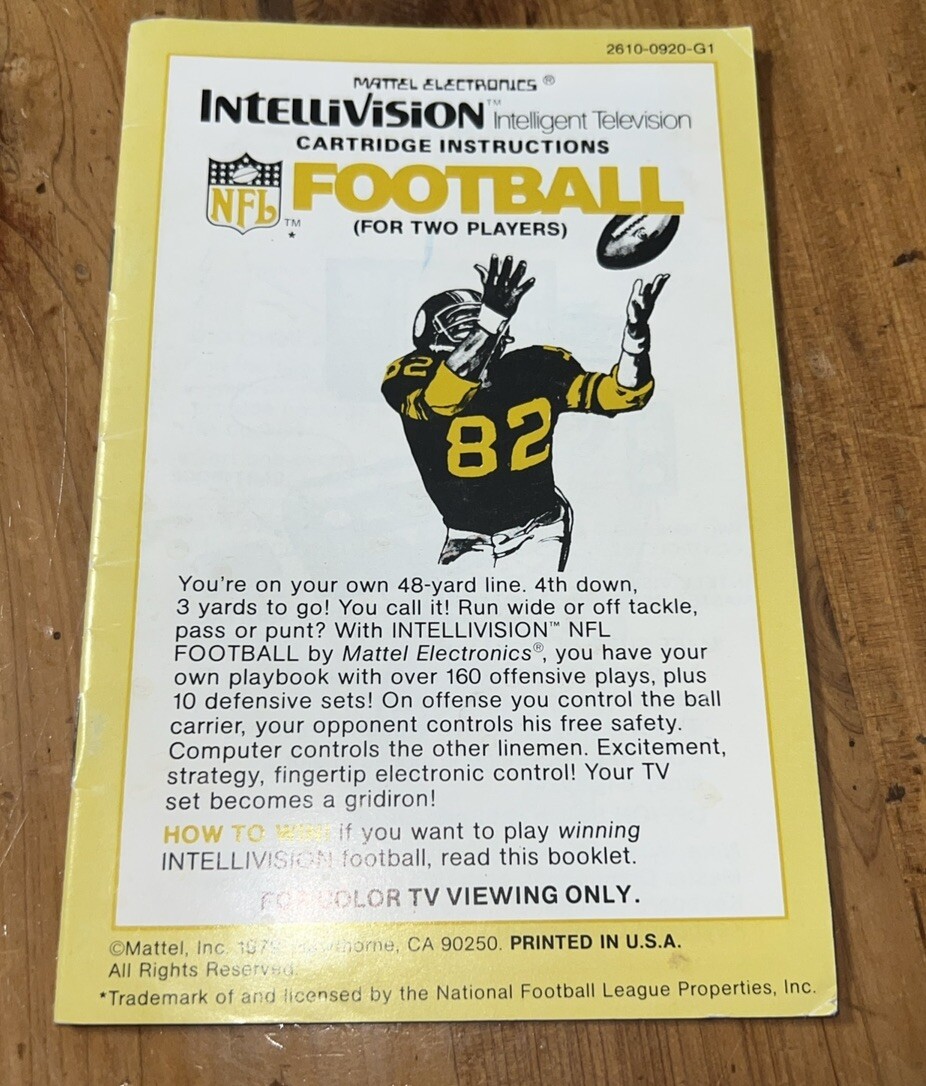 2610-0920-G1
MATTEL ELECTRONICS ®
INTELLIVISION™ Intelligent Television
CARTRIDGE INSTRUCTIONS
NFL ™ * FOOTBALL
(FOR TWO PLAYERS)
82
82
You're on your own 48-yard line. 4th down,
3 yards to go! You call it! Run wide or off tackle,
pass or punt? With INTELLIVISION™ NFL
FOOTBALL by Mattel Electronics®, you have your
own playbook with over 160 offensive plays, plus
10 defensive sets! On offense you control the ball
carrier, your opponent controls his free safety.
Computer controls the other linemen. Excitement,
strategy, fingertip electronic control! Your TV
set becomes a gridiron!
HOW TO WIN if you want to play winning
INTELLIVISION football, read this booklet.
FOR COLOR TV VIEWING ONLY.
©Mattel, Inc. Hawthorne, CA 90250. PRINTED IN U.S.A.
All Rights Reserved.
*Trademark of and licensed by the National Football League Properties, Inc.